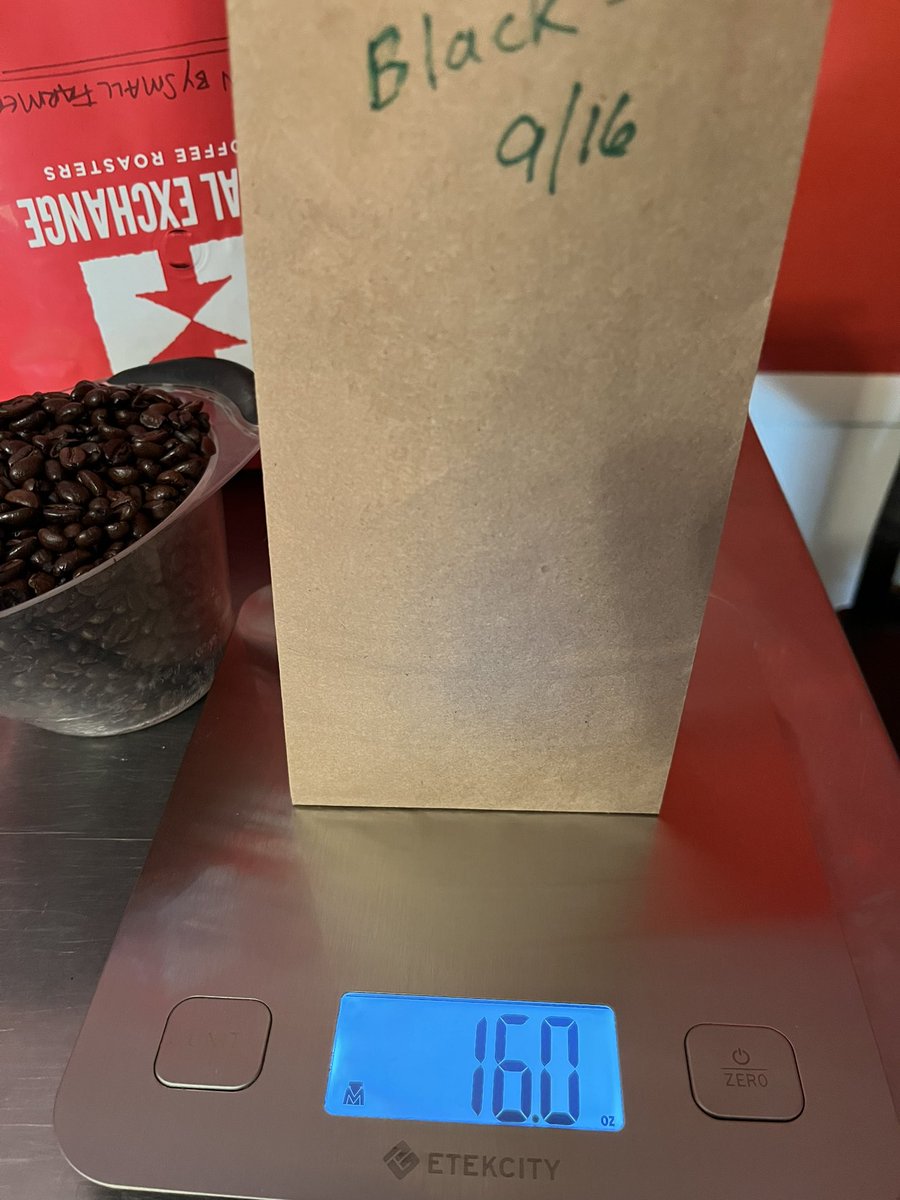 Black
9/16
BY SMALL FARME
OFFEE ROASTERS
AL EXCHANGE
16.0
OZ
ZERO
ETEKCITY